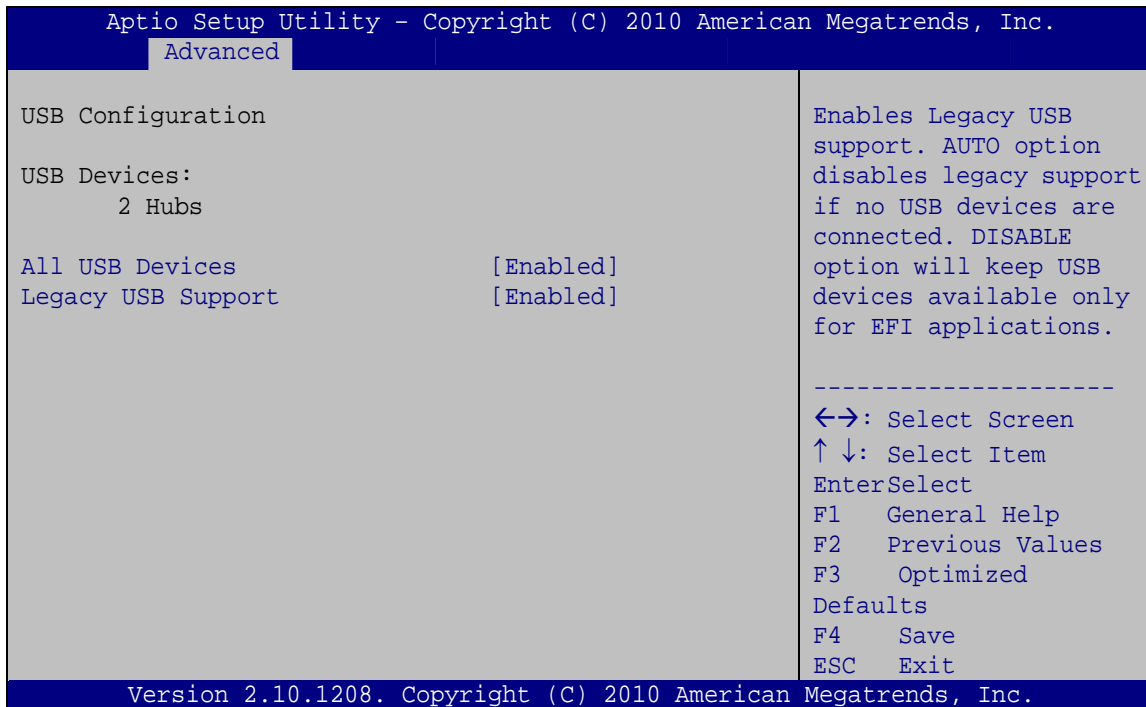 Aptio Setup Utility – Copyright (C) 2010 American Megatrends, Inc.
Advanced
USB Configuration
USB Devices:
2 Hubs
All USB Devices [Enabled]
Legacy USB Support [Enabled]
Enables Legacy USB
support. AUTO option
disables legacy support
if no USB devices are
connected. DISABLE
option will keep USB
devices available only
for EFI applications.
---------------------
←→: Select Screen
↑ ↓: Select Item
EnterSelect
F1 General Help
F2 Previous Values
F3 Optimized
Defaults
F4 Save
ESC Exit
Version 2.10.1208. Copyright (C) 2010 American Megatrends, Inc.